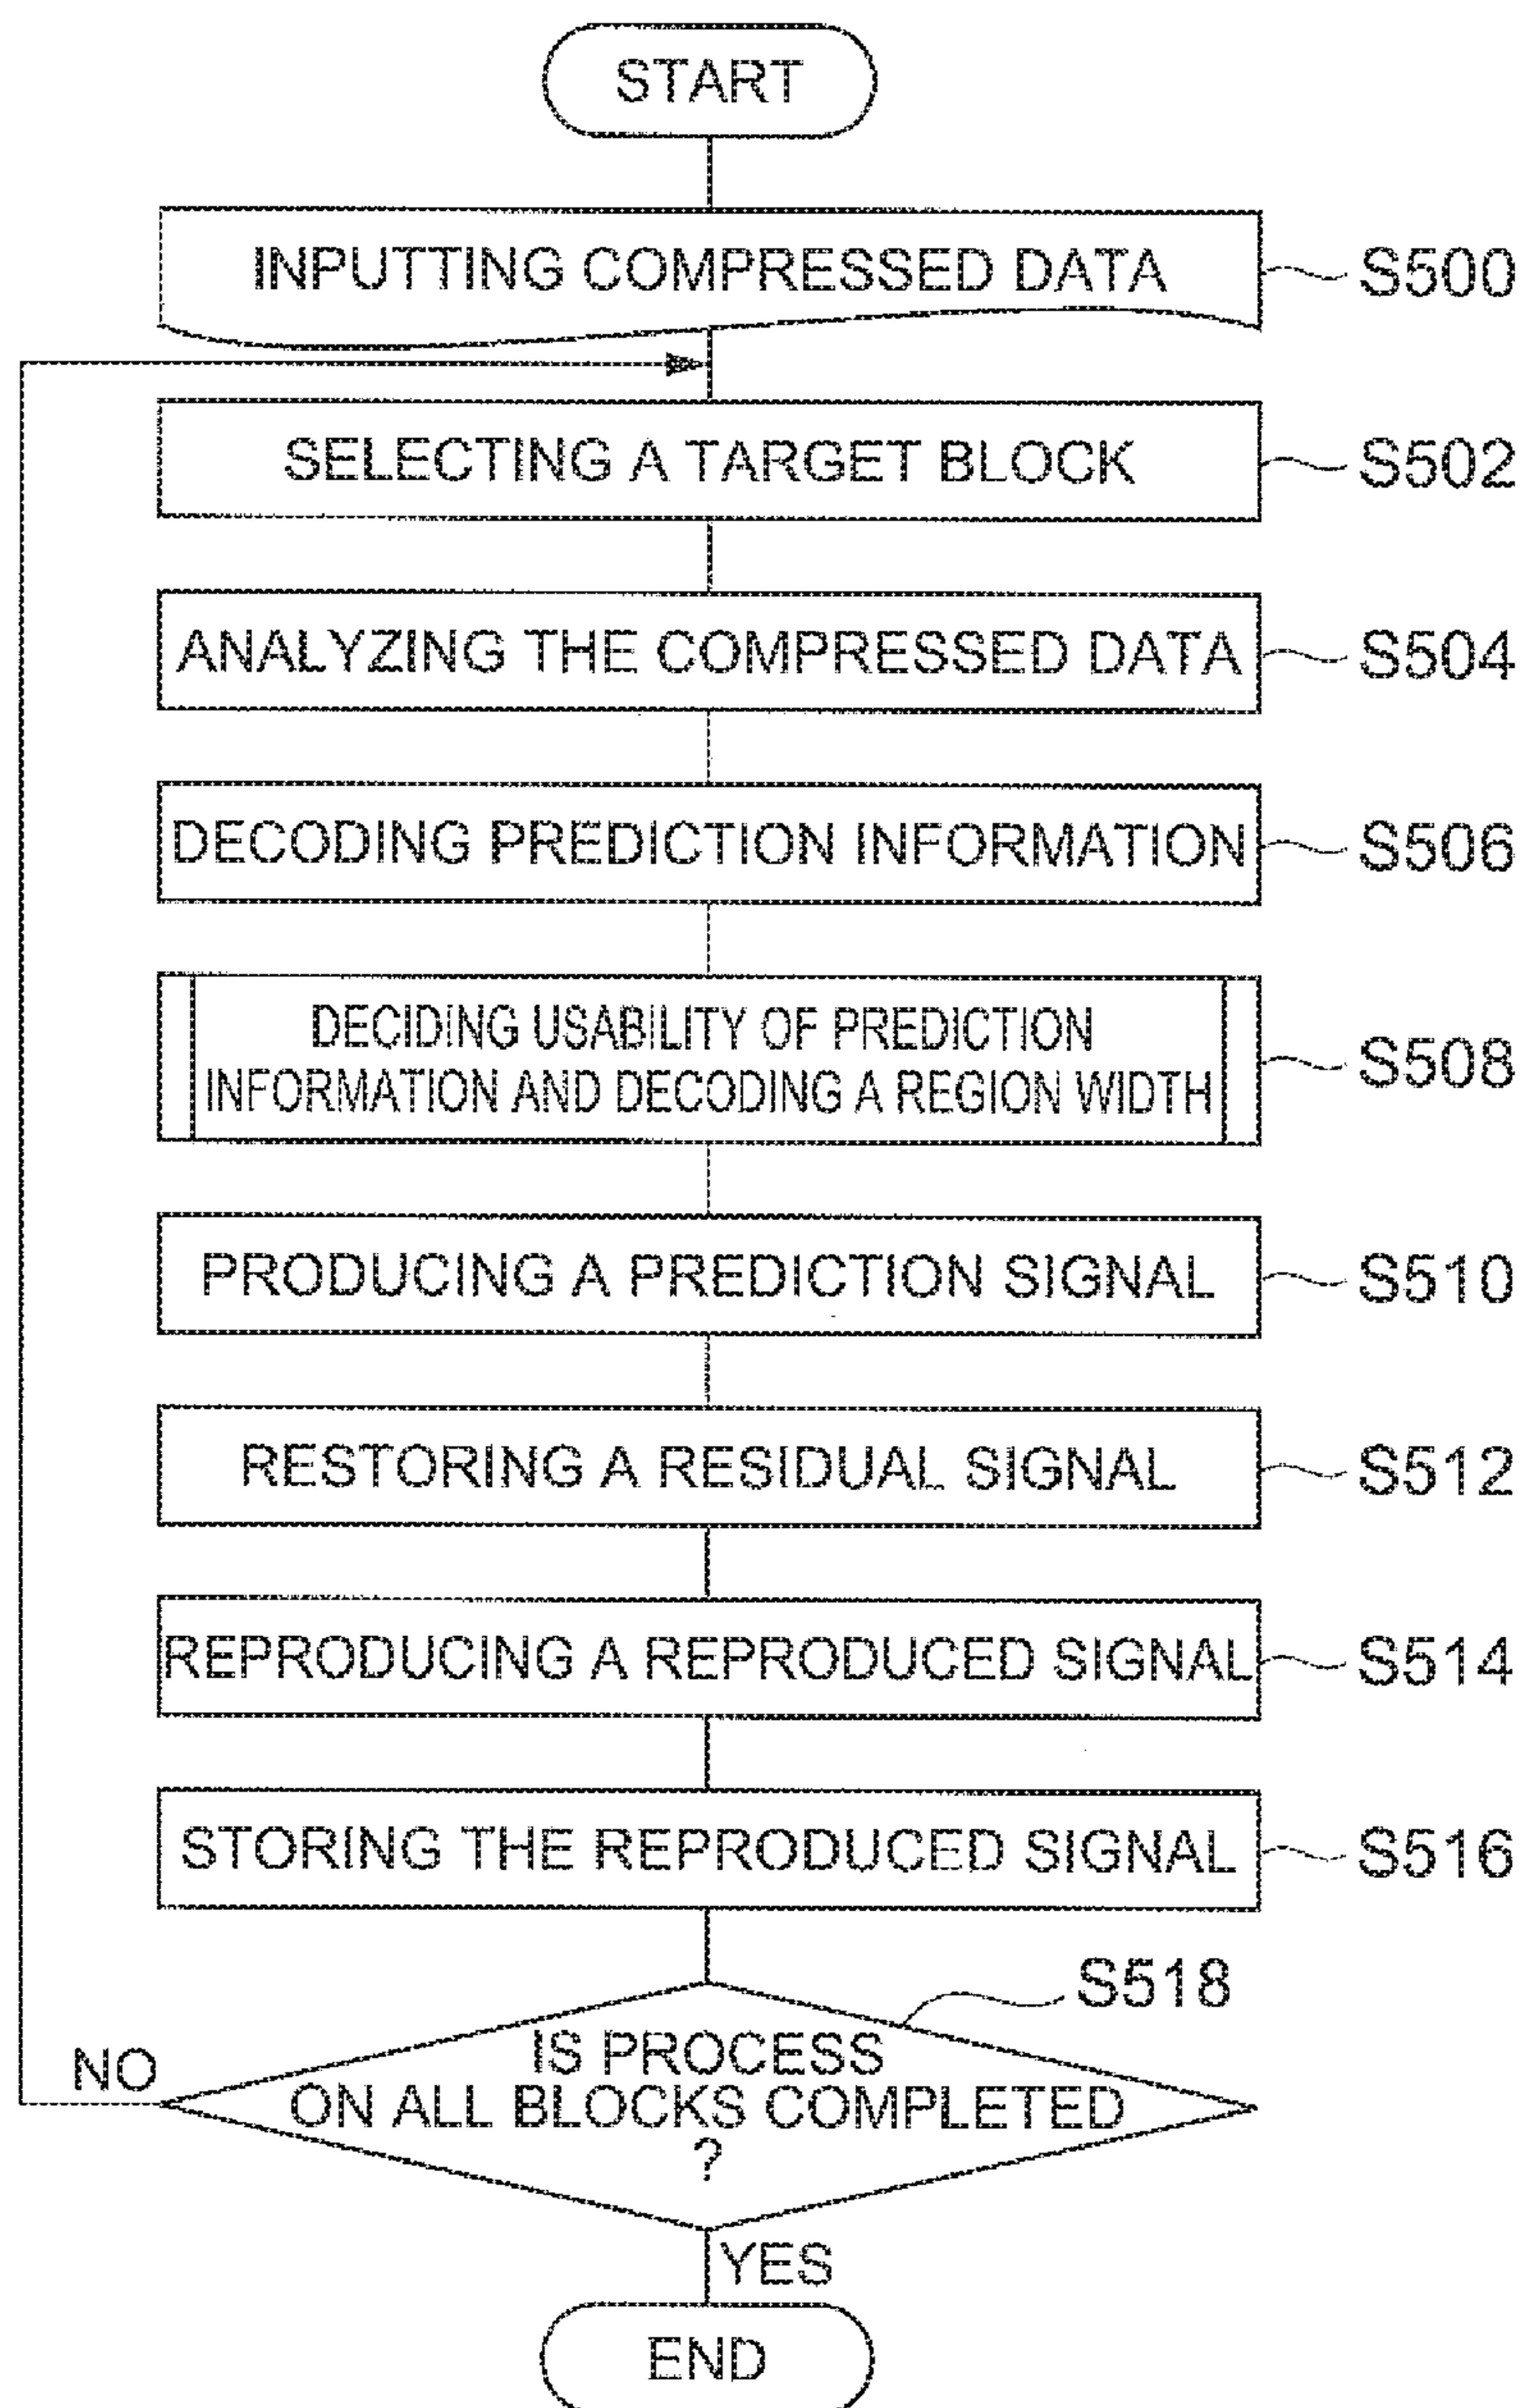 START
INPUTTING COMPRESSED DATA
S500
SELECTING A TARGET BLOCK
S502
ANALYZING THE COMPRESSED DATA
S504
DECODING PREDICTION INFORMATION
S506
DECIDING USABILITY OF PREDICTION
INFORMATION AND DECODING A REGION WIDTH
S508
PRODUCING A PREDICTION SIGNAL
S510
RESTORING A RESIDUAL SIGNAL
S512
REPRODUCING A REPRODUCED SIGNAL
S514
STORING THE REPRODUCED SIGNAL
S516
S518
IS PROCESS
ON ALL BLOCKS COMPLETED
?
NO
YES
END